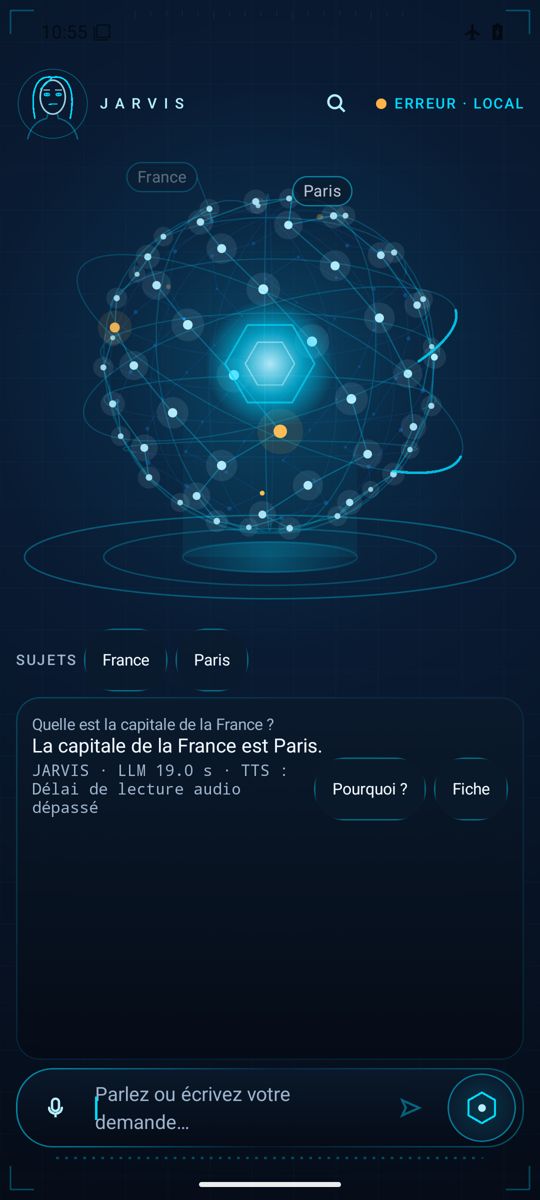 10:55
JARVIS
ERREUR · LOCAL
France
Paris
SUJETS
France
Paris
Quelle est la capitale de la France ?
La capitale de la France est Paris.
JARVIS · LLM 19.0 s · TTS :
Délai de lecture audio
dépassé
Pourquoi ?
Fiche
Parlez ou écrivez votre
demande…